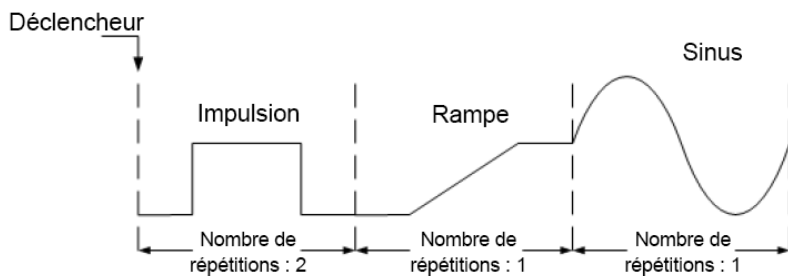 Déclencheur
Sinus
Impulsion
Rampe
Nombre de
répétitions : 2
Nombre de
répétitions : 1
Nombre de
répétitions : 1